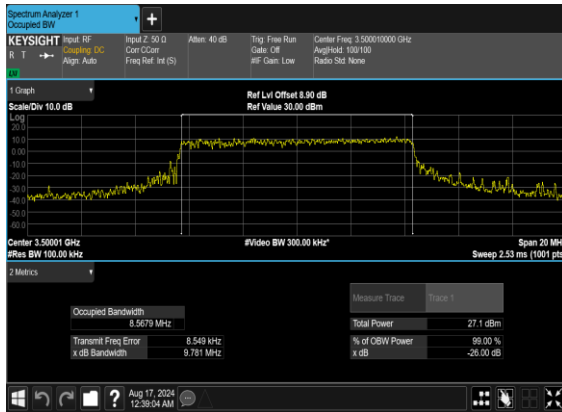 Spectrum Analyzer 1
Occupied BW
KEYSIGHT
R T
LXI
Input: RF
Coupling: DC
Align: Auto
Input Z: 50 Ω
Corr CCorr
Freq Ref: Int (S)
Atten: 40 dB
Trig: Free Run
Gate: Off
#IF Gain: Low
Center Freq: 3.500010000 GHz
Avg|Hold: 100/100
Radio Std: None
1 Graph
Scale/Div 10.0 dB
Ref Lvl Offset 8.90 dB
Ref Value 30.00 dBm
Log
20.0
10.0
0.00
-10.0
-20.0
-30.0
-40.0
-50.0
-60.0
Center 3.50001 GHz
#Video BW 300.00 kHz*
Span 20 MH
#Res BW 100.00 kHz
Sweep 2.53 ms (1001 pts
2 Metrics
Measure Trace Trace 1
Occupied Bandwidth
8.5679 MHz
Total Power 27.1 dBm
Transmit Freq Error 8.549 kHz
% of OBW Power 99.00 %
x dB Bandwidth 9.781 MHz
x dB -26.00 dB
?
Aug 17, 2024
12:39:04 AM